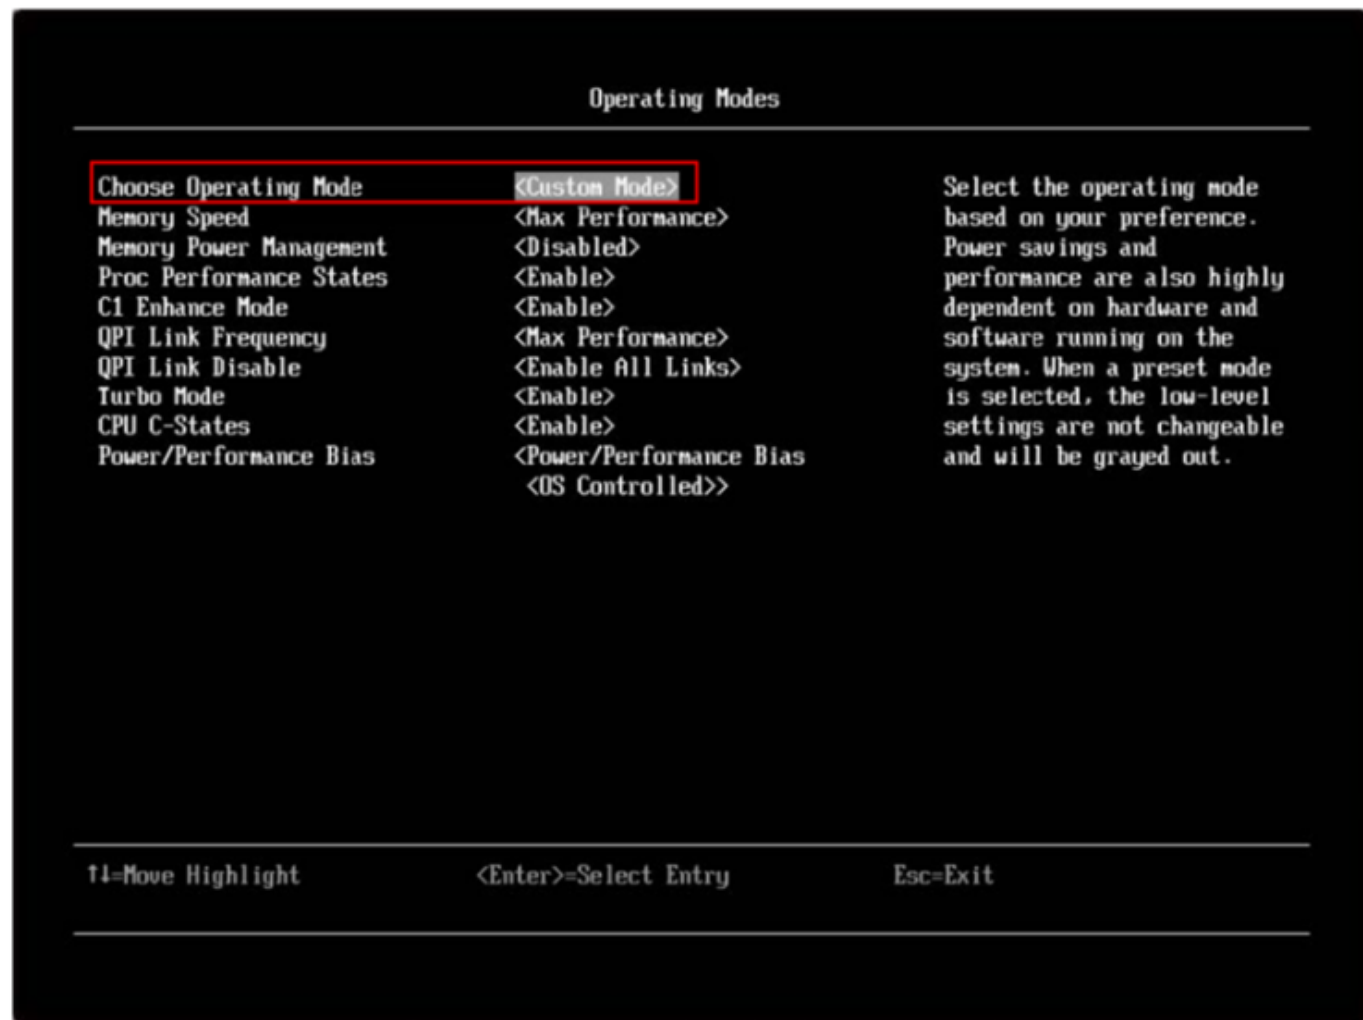 Operating Modes
Choose Operating Mode <Custom Mode>
Memory Speed <Max Performance>
Memory Power Management <Disabled>
Proc Performance States <Enable>
C1 Enhance Mode <Enable>
QPI Link Frequency <Max Performance>
QPI Link Disable <Enable All Links>
Turbo Mode <Enable>
CPU C-States <Enable>
Power/Performance Bias <Power/Performance Bias
<OS Controlled>>
Select the operating mode
based on your preference.
Power savings and
performance are also highly
dependent on hardware and
software running on the
system. When a preset mode
is selected, the low-level
settings are not changeable
and will be grayed out.
↑↓=Move Highlight <Enter>=Select Entry Esc=Exit